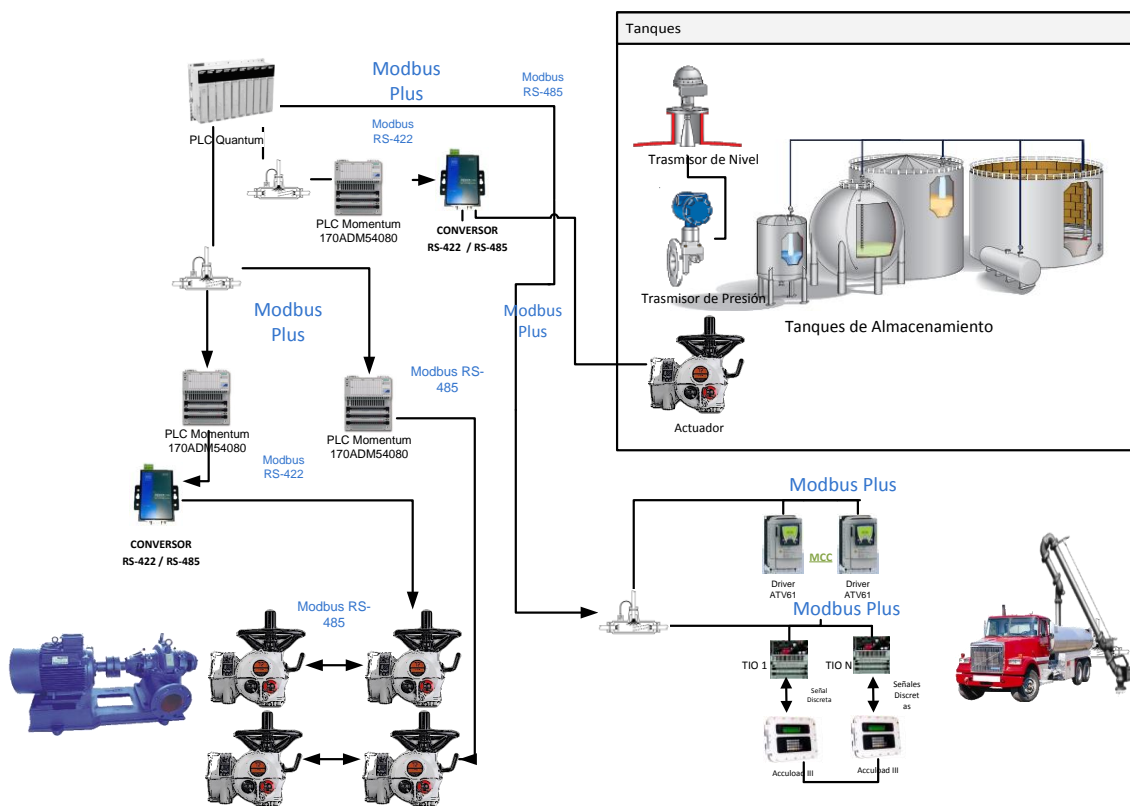 Tanques
Modbus
Plus
Modbus
RS-485
PLC Quantum
Modbus
RS-422
Trasmisor de Nivel
PLC Momentum
170ADM54080
CONVERSOR
RS-422 / RS-485
Trasmisor de Presión
Modbus
Plus
Modbus
Plus
Tanques de Almacenamiento
Modbus RS-
485
Actuador
PLC Momentum
170ADM54080
PLC Momentum
170ADM54080
Modbus
RS-422
Modbus Plus
CONVERSOR
RS-422 / RS-485
MCC
Driver
ATV61
Driver
ATV61
Modbus RS-
485
Modbus Plus
TIO 1
TIO N
Señal
Discreta
Señales
Discret
as
Accuload III
Accuload III